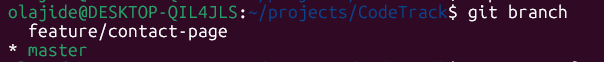 olajide@DESKTOP-QIL4JLS:~/projects/CodeTrack$ git branch
  feature/contact-page
* master